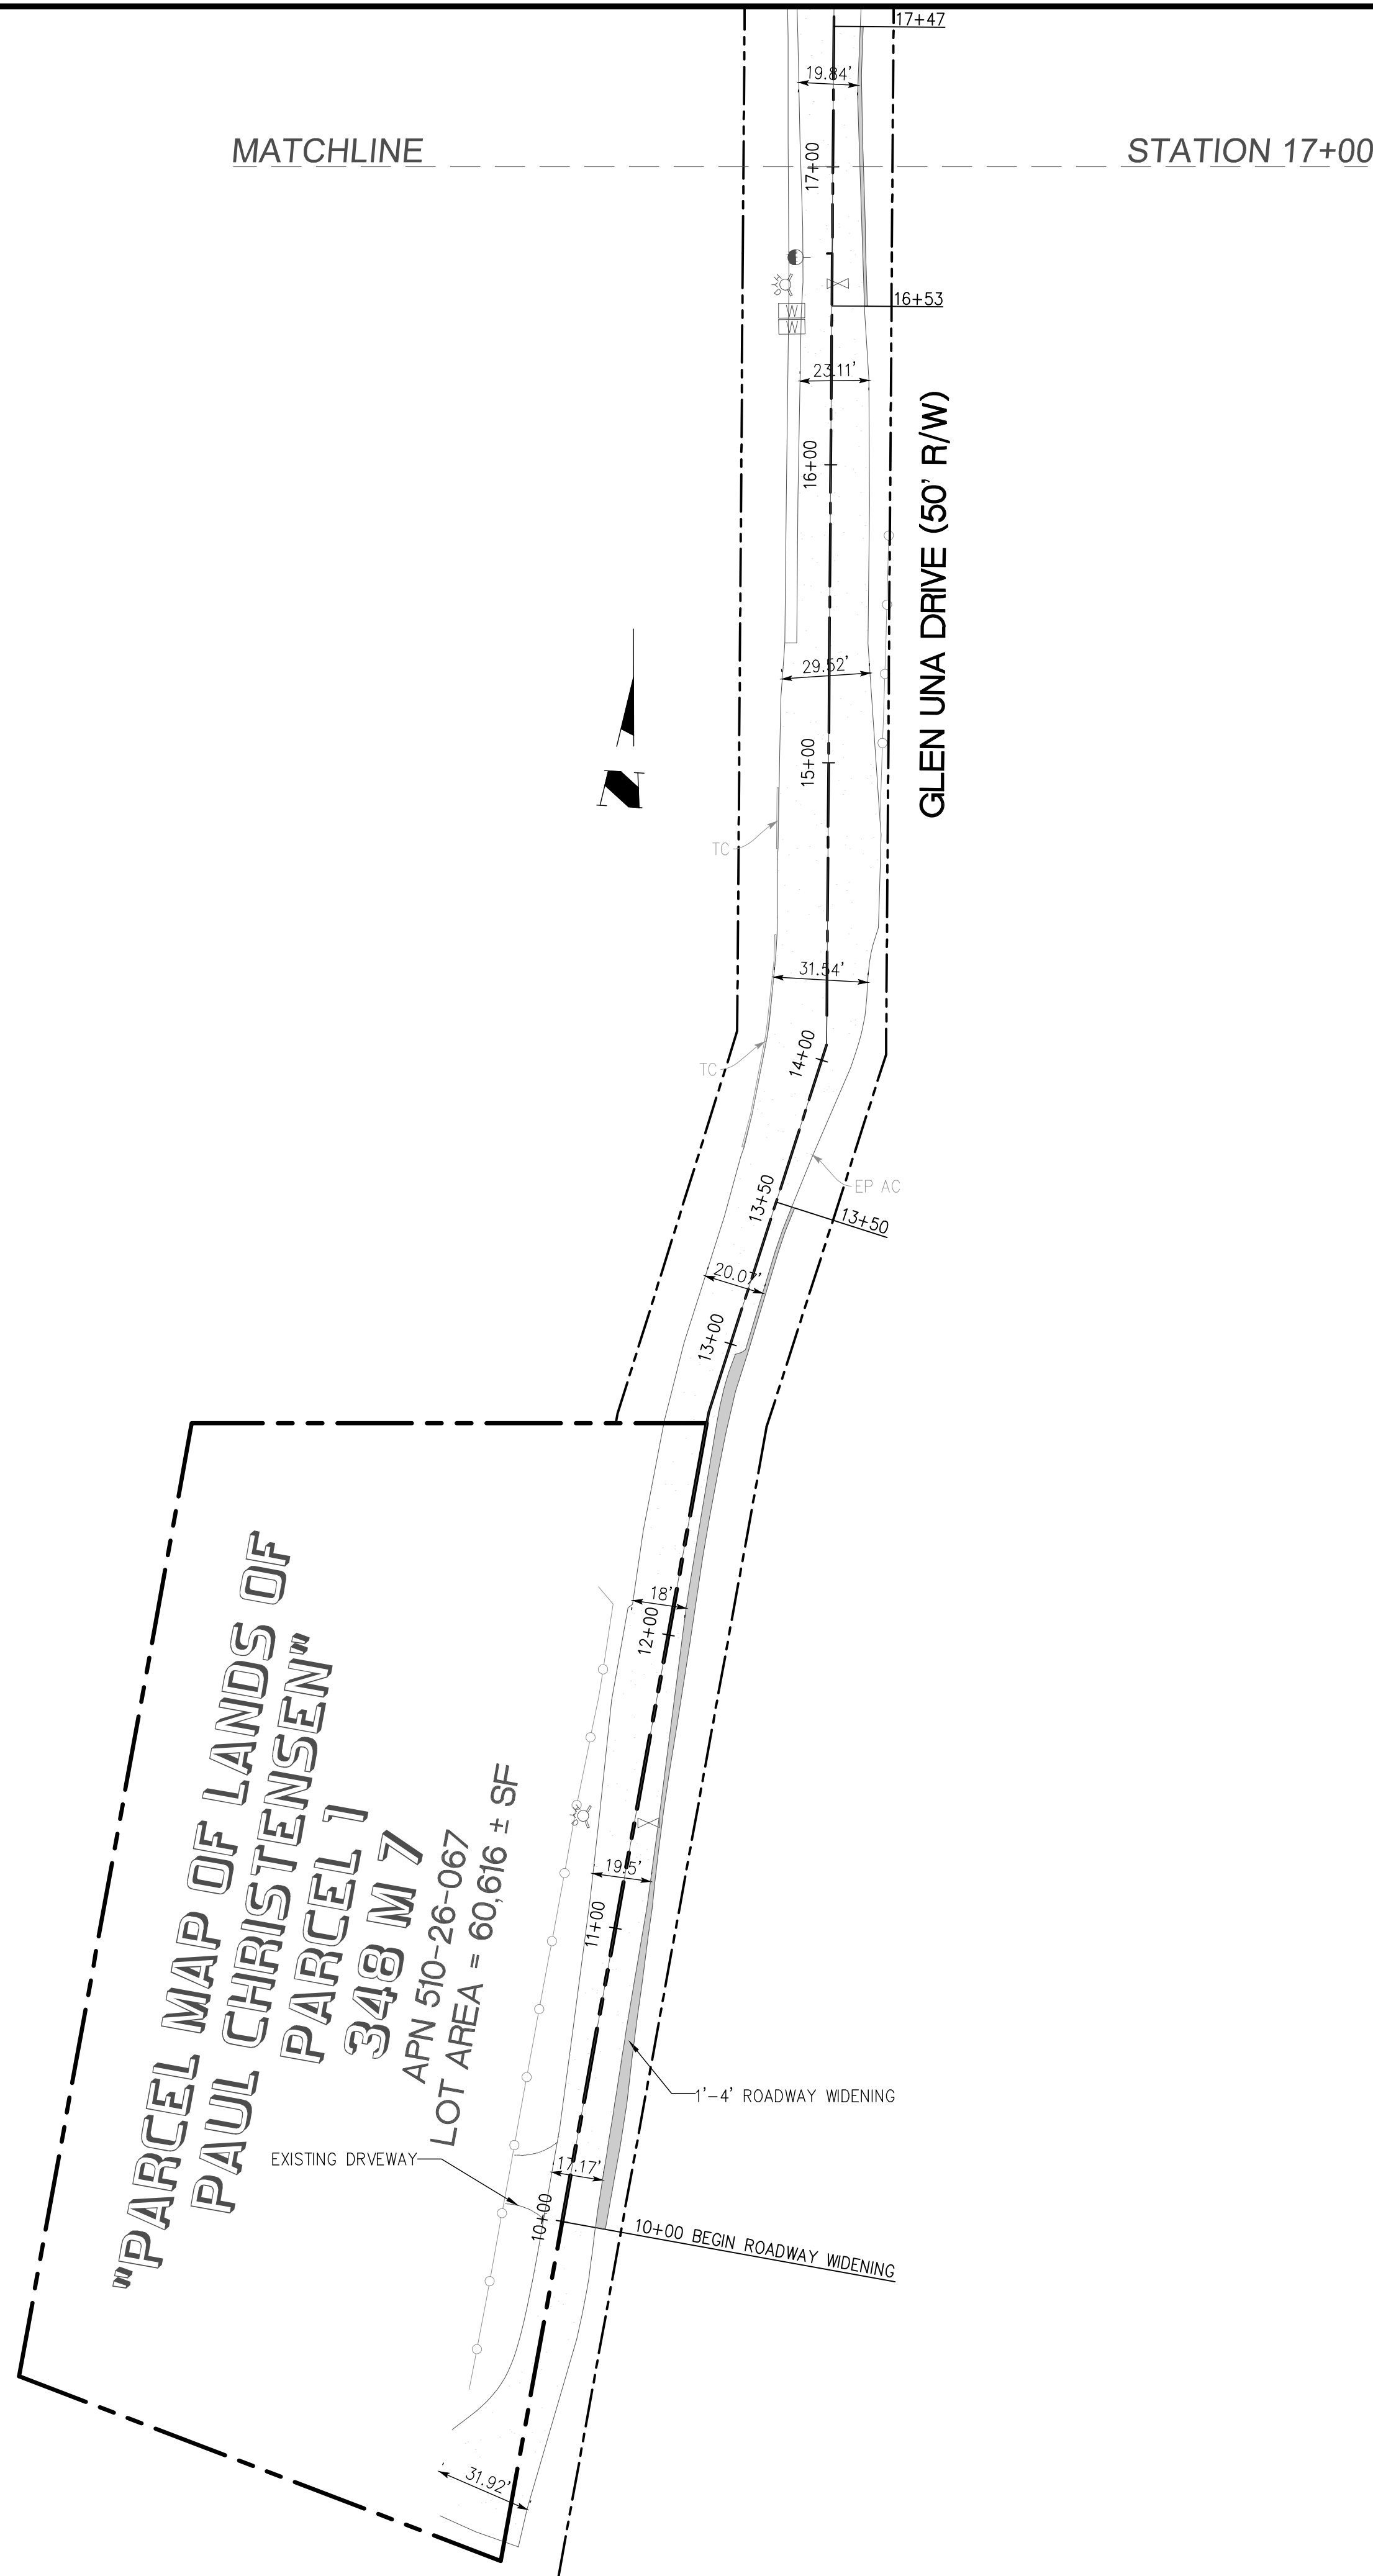 17+47
19.84'
MATCHLINE
STATION 17+00
17+00
16+53
W
W
23.11'
16+00
GLEN UNA DRIVE (50' R/W)
29.52'
15+00
N
TC
31.54'
14+00
TC
EP AC
13+50
13+50
20.07'
13+00
18'
12+00
"PARCEL MAP OF LANDS OF
PAUL CHRISTENSEN"
PARCEL 1
348 M 7
APN 510-26-067
LOT AREA = 60,616 ± SF
19.5'
11+00
1'-4' ROADWAY WIDENING
EXISTING DRVEWAY
17.17'
10+00
10+00 BEGIN ROADWAY WIDENING
31.92'